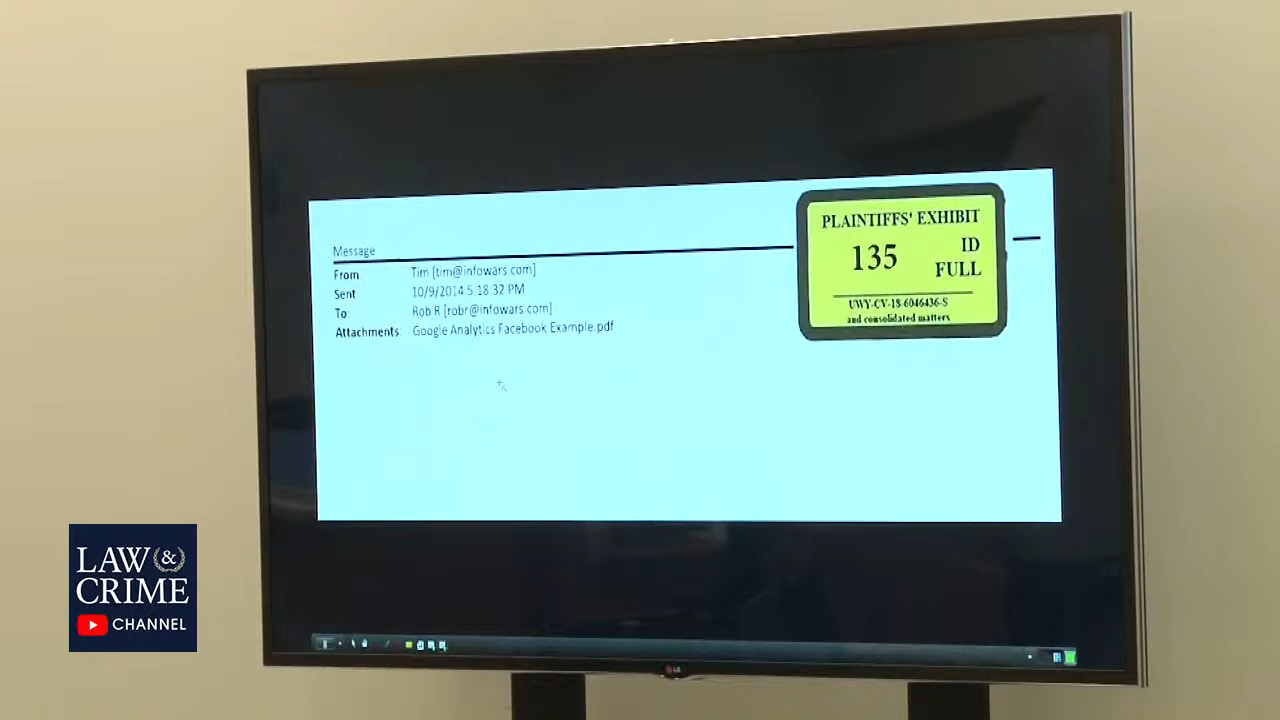 PLAINTIFFS' EXHIBIT
135
ID
FULL
UWY-CV-18-6046436-S
and consolidated matters
Message
From Tim [tim@infowars.com]
Sent 10/9/2014 5:18:32 PM
To: Rob R [robr@infowars.com]
Attachments: Google Analytics Facebook Example.pdf
LAW &
CRIME
CHANNEL
LG